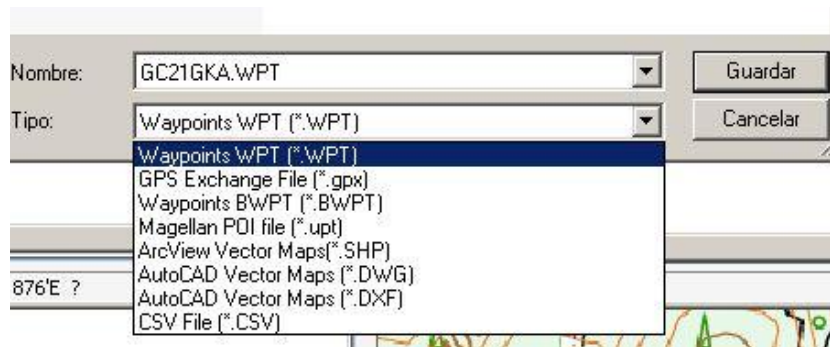 Nombre: GC21GKA.WPT Guardar
Tipo: Waypoints WPT (*.WPT) Cancelar
Waypoints WPT (*.WPT)
GPS Exchange File (*.gpx)
Waypoints BWPT (*.BWPT)
Magellan POI file (*.upt)
ArcView Vector Maps(*.SHP)
AutoCAD Vector Maps (*.DWG)
876'E ?
AutoCAD Vector Maps (*.DXF)
CSV File (*.CSV)